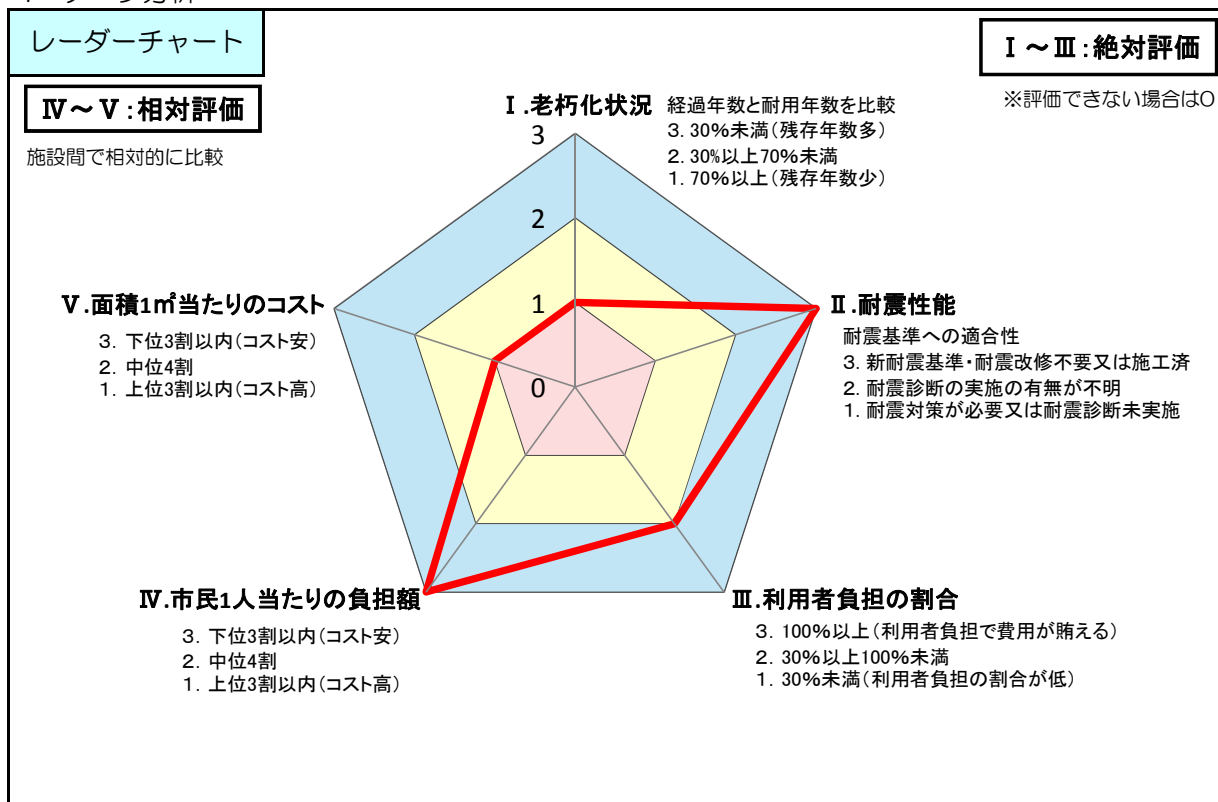 レーダーチャート
Ⅰ～Ⅲ:絶対評価
※評価できない場合は0
Ⅳ～Ⅴ:相対評価
施設間で相対的に比較
Ⅰ.老朽化状況
経過年数と耐用年数を比較
3. 30%未満(残存年数多)
2. 30%以上70%未満
1. 70%以上(残存年数少)
3
2
1
0
Ⅴ.面積1㎡当たりのコスト
3. 下位3割以内(コスト安)
2. 中位4割
1. 上位3割以内(コスト高)
Ⅱ.耐震性能
耐震基準への適合性
3. 新耐震基準・耐震改修不要又は施工済
2. 耐震診断の実施の有無が不明
1. 耐震対策が必要又は耐震診断未実施
Ⅳ.市民1人当たりの負担額
3. 下位3割以内(コスト安)
2. 中位4割
1. 上位3割以内(コスト高)
Ⅲ.利用者負担の割合
3. 100%以上(利用者負担で費用が賄える)
2. 30%以上100%未満
1. 30%未満(利用者負担の割合が低)